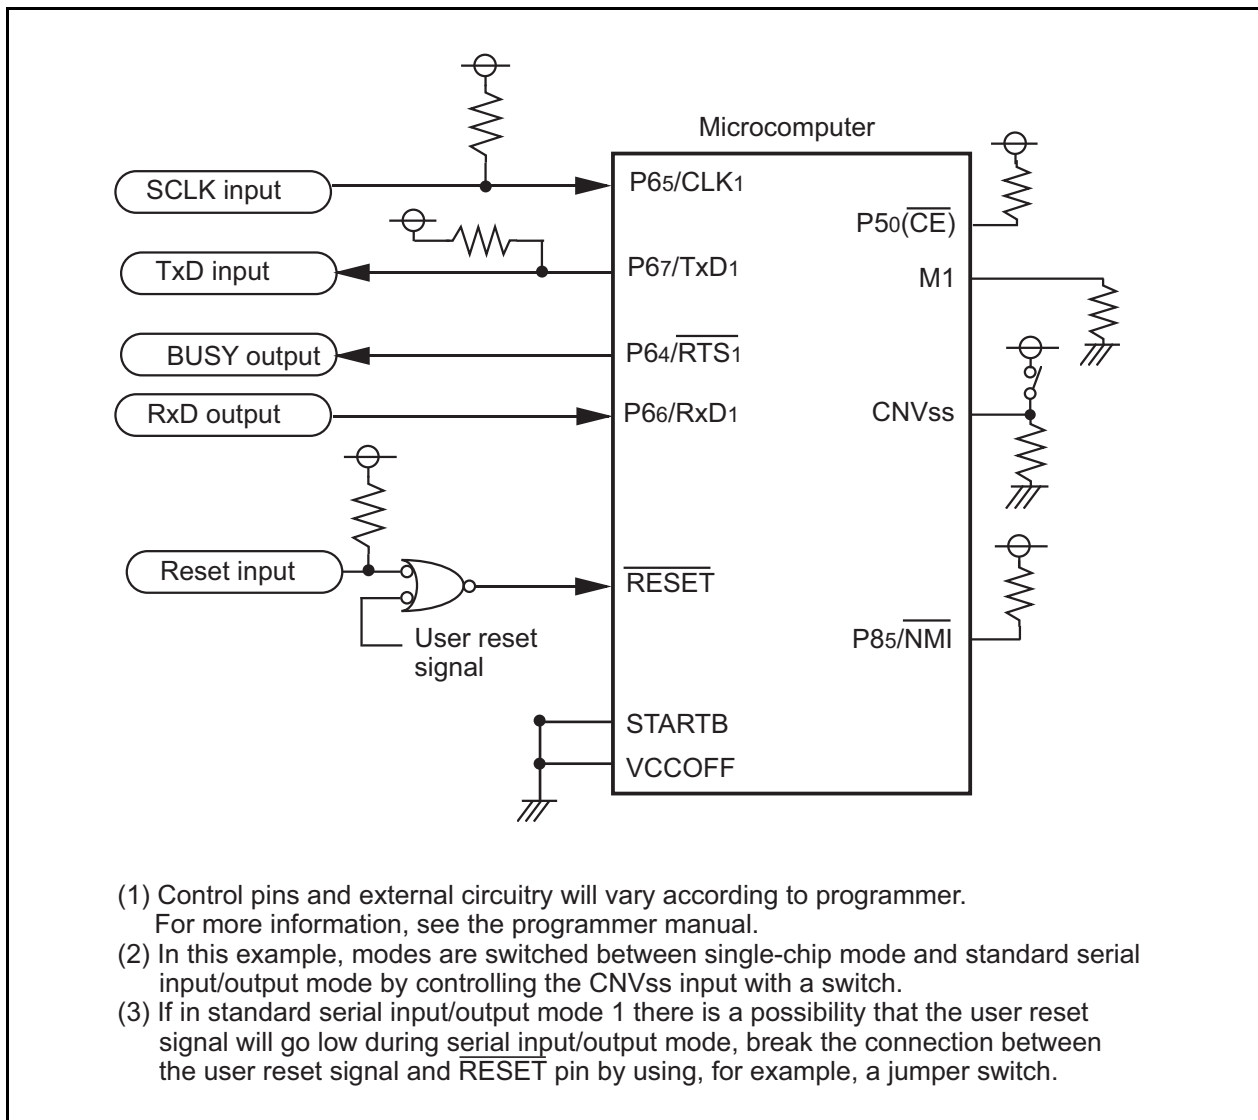 Microcomputer
SCLK input
P65/CLK1
P50(CE)
TxD input
P67/TxD1
M1
BUSY output
P64/RTS1
RxD output
P66/RxD1
CNVss
Reset input
RESET
User reset
signal
P85/NMI
STARTB
VCCOFF
(1) Control pins and external circuitry will vary according to programmer.
For more information, see the programmer manual.
(2) In this example, modes are switched between single-chip mode and standard serial
input/output mode by controlling the CNVss input with a switch.
(3) If in standard serial input/output mode 1 there is a possibility that the user reset
signal will go low during serial input/output mode, break the connection between
the user reset signal and RESET pin by using, for example, a jumper switch.